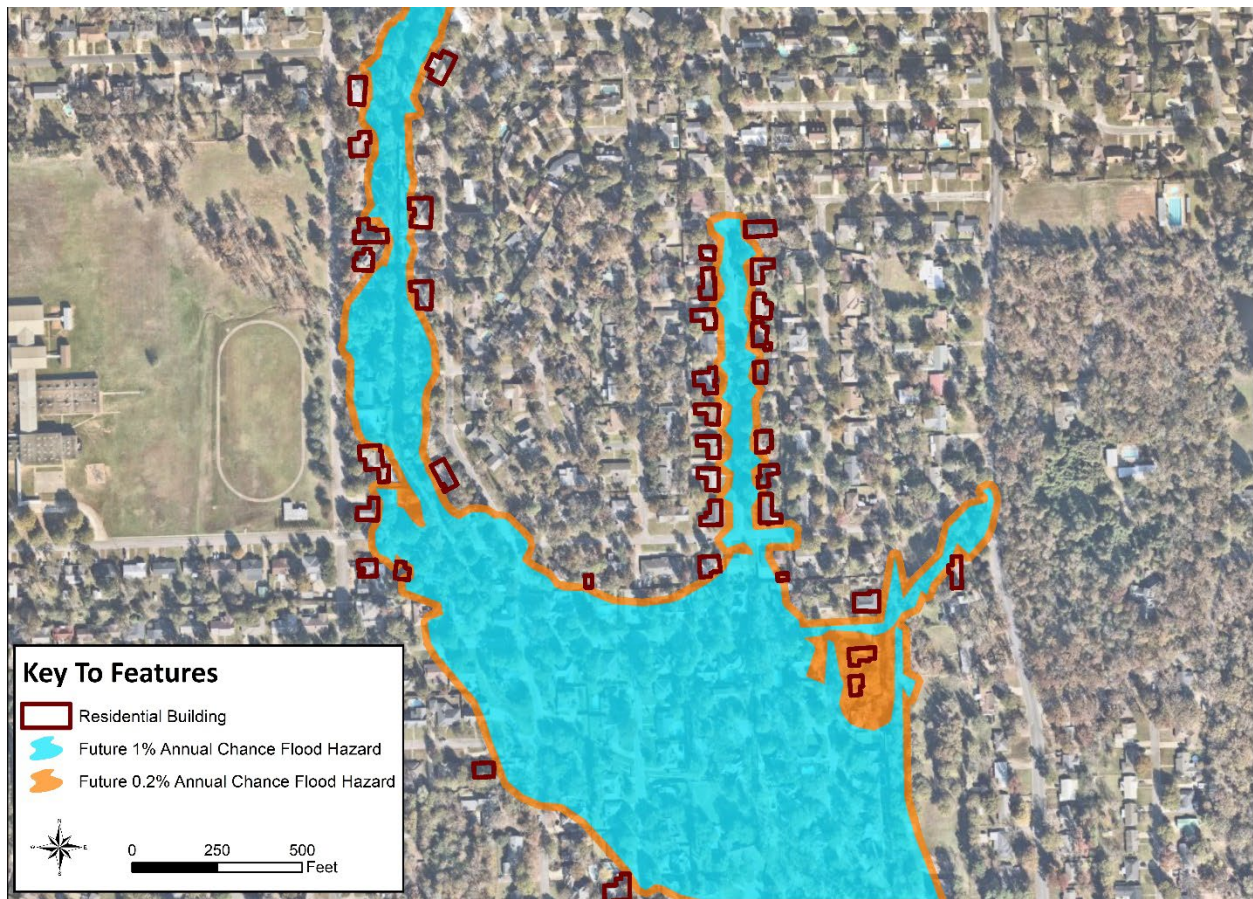 Key To Features
Residential Building
Future 1% Annual Chance Flood Hazard
Future 0.2% Annual Chance Flood Hazard
N
W E
S
0 250 500
Feet